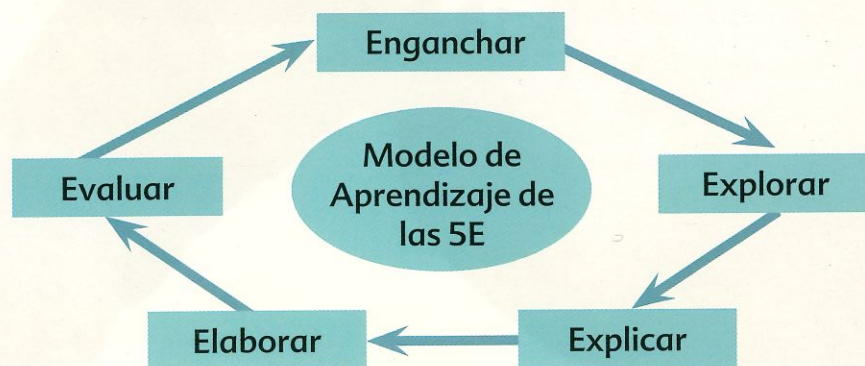 Enganchar
Modelo de
Aprendizaje de
las 5E
Evaluar
Explorar
Elaborar
Explicar